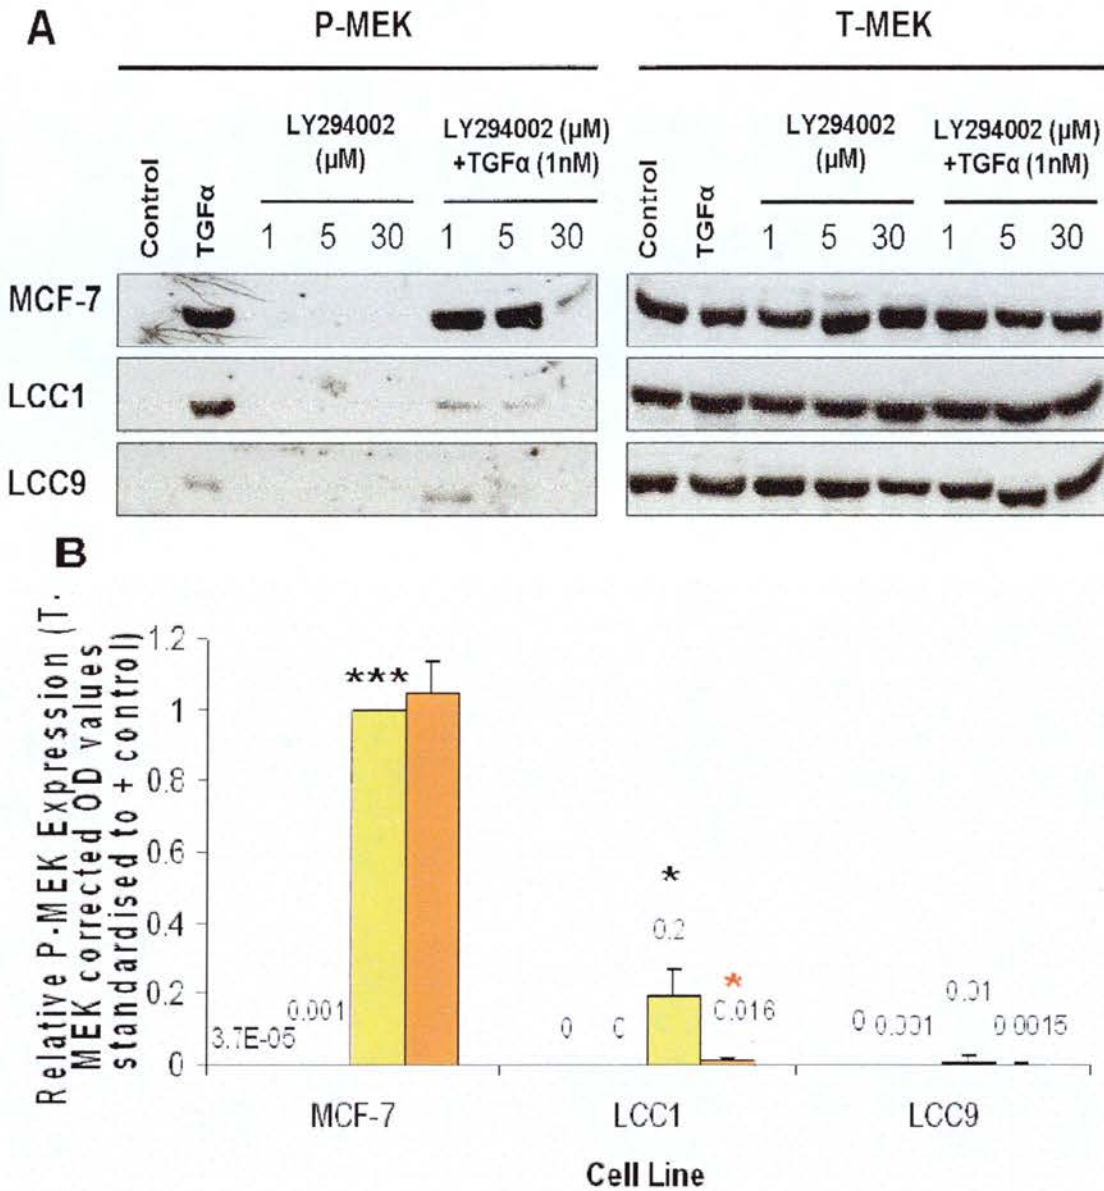 A
P-MEK
T-MEK
LY294002 (µM)
LY294002 (µM) +TGFα (1nM)
LY294002 (µM)
LY294002 (µM) +TGFα (1nM)
Control
TGFα
1 5 30
1 5 30
Control
TGFα
1 5 30
1 5 30
MCF-7
LCC1
LCC9
B
Relative P-MEK Expression (T-
MEK corrected OD values
standardised to + control)
1.2
1
0.8
0.6
0.4
0.2
0
3.7E-05
0.001
***
0
0
*
0.2
*
0.016
0
0.001
0.01
0.0015
MCF-7
LCC1
LCC9
Cell Line